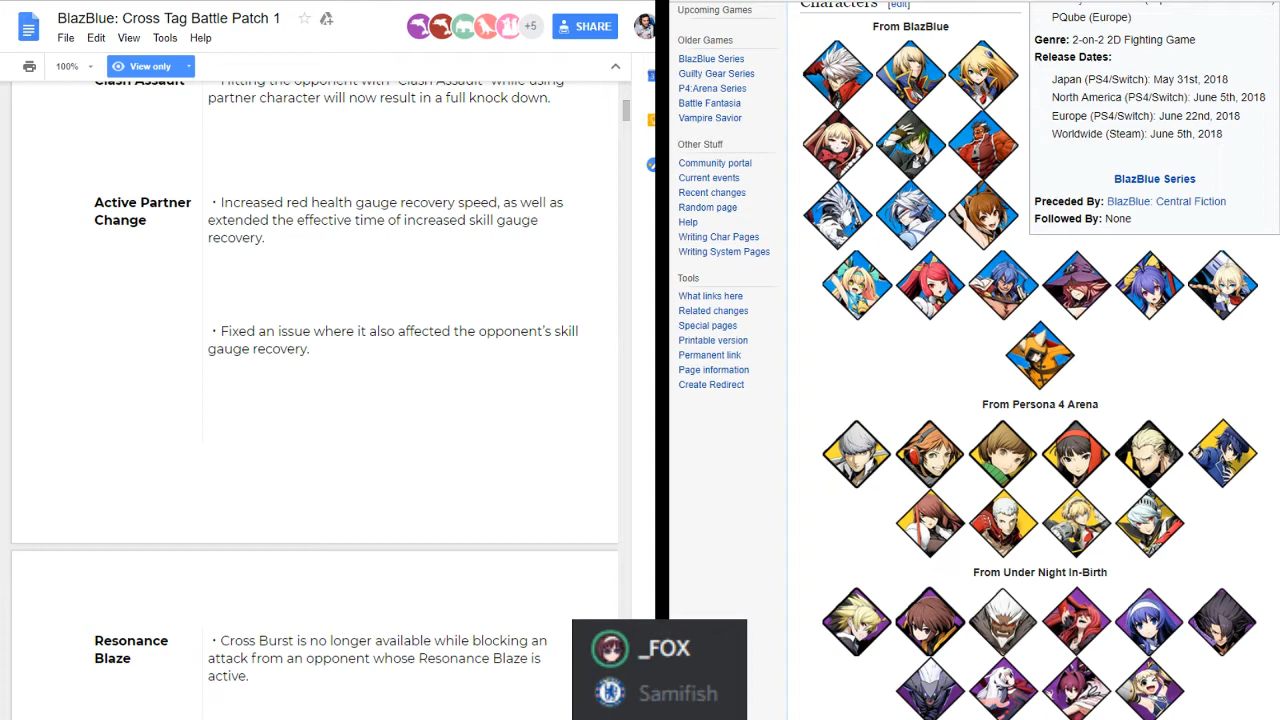 BlazBlue: Cross Tag Battle Patch 1
File Edit View Tools Help
+5
SHARE
100%
View only
Clash Assault
・Hitting the opponent with "Clash Assault" while using
partner character will now result in a full knock down.
Active Partner
Change
・Increased red health gauge recovery speed, as well as
extended the effective time of increased skill gauge
recovery.
・Fixed an issue where it also affected the opponent's skill
gauge recovery.
Resonance
Blaze
・Cross Burst is no longer available while blocking an
attack from an opponent whose Resonance Blaze is
active.
_FOX
Samifish
Upcoming Games
Older Games
BlazBlue Series
Guilty Gear Series
P4:Arena Series
Battle Fantasia
Vampire Savior
Other Stuff
Community portal
Current events
Recent changes
Random page
Help
Writing Char Pages
Writing System Pages
Tools
What links here
Related changes
Special pages
Printable version
Permanent link
Page information
Create Redirect
Characters [edit]
From BlazBlue
From Persona 4 Arena
From Under Night In-Birth
PQube (Europe)
Genre: 2-on-2 2D Fighting Game
Release Dates:
Japan (PS4/Switch): May 31st, 2018
North America (PS4/Switch): June 5th, 2018
Europe (PS4/Switch): June 22nd, 2018
Worldwide (Steam): June 5th, 2018
BlazBlue Series
Preceded By: BlazBlue: Central Fiction
Followed By: None